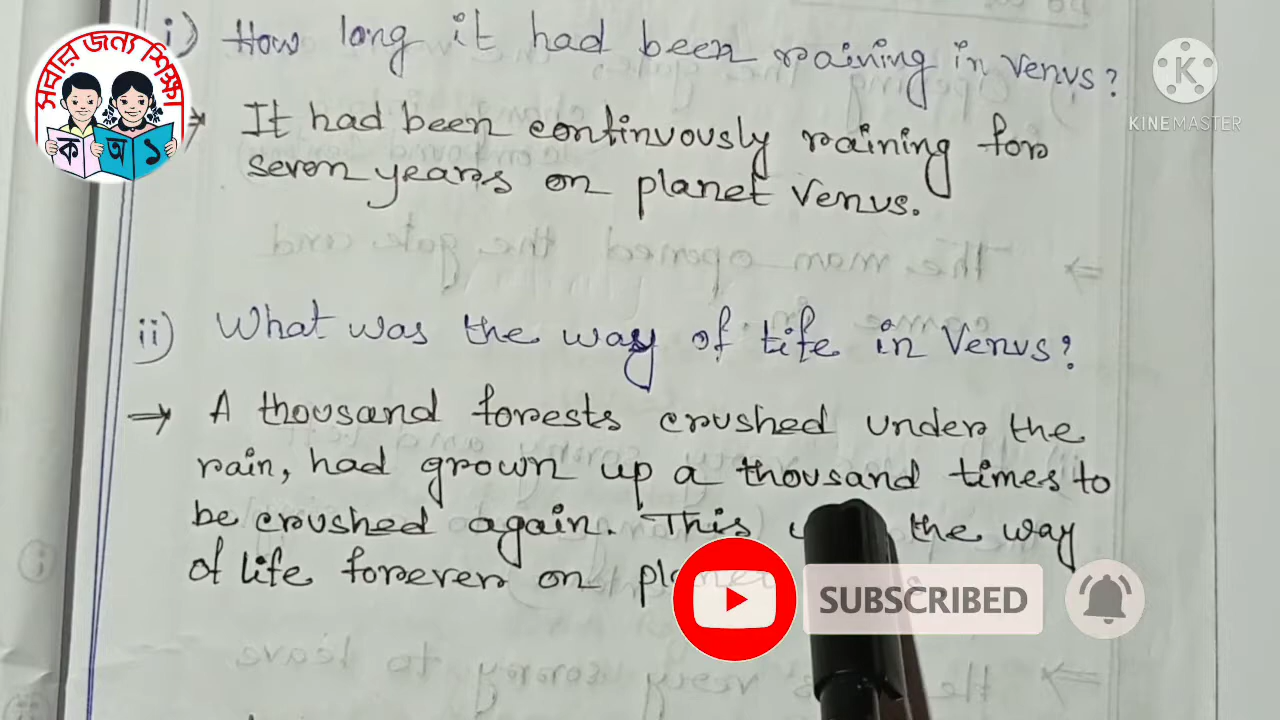 সবার জন্য শিক্ষা
ক অ ১
KINEMASTER
i) How long it had been raining in Venus?
→ It had been continuously raining for
seven years on planet Venus.
ii) What was the way of life in Venus?
→ A thousand forests crushed under the
rain, had grown up a thousand times to
be crushed again. This the way
of life forever on
SUBSCRIBED